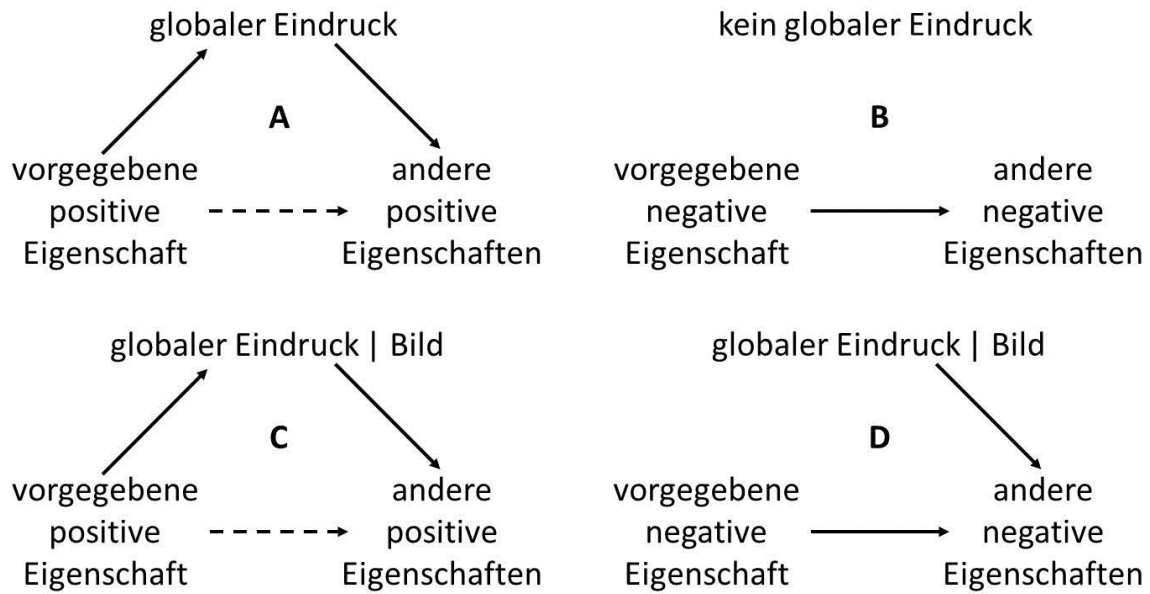 globaler Eindruck
A
vorgegebene
positive
Eigenschaft
andere
positive
Eigenschaften
kein globaler Eindruck
B
vorgegebene
negative
Eigenschaft
andere
negative
Eigenschaften
globaler Eindruck | Bild
C
vorgegebene
positive
Eigenschaft
andere
positive
Eigenschaften
globaler Eindruck | Bild
D
vorgegebene
negative
Eigenschaft
andere
negative
Eigenschaften